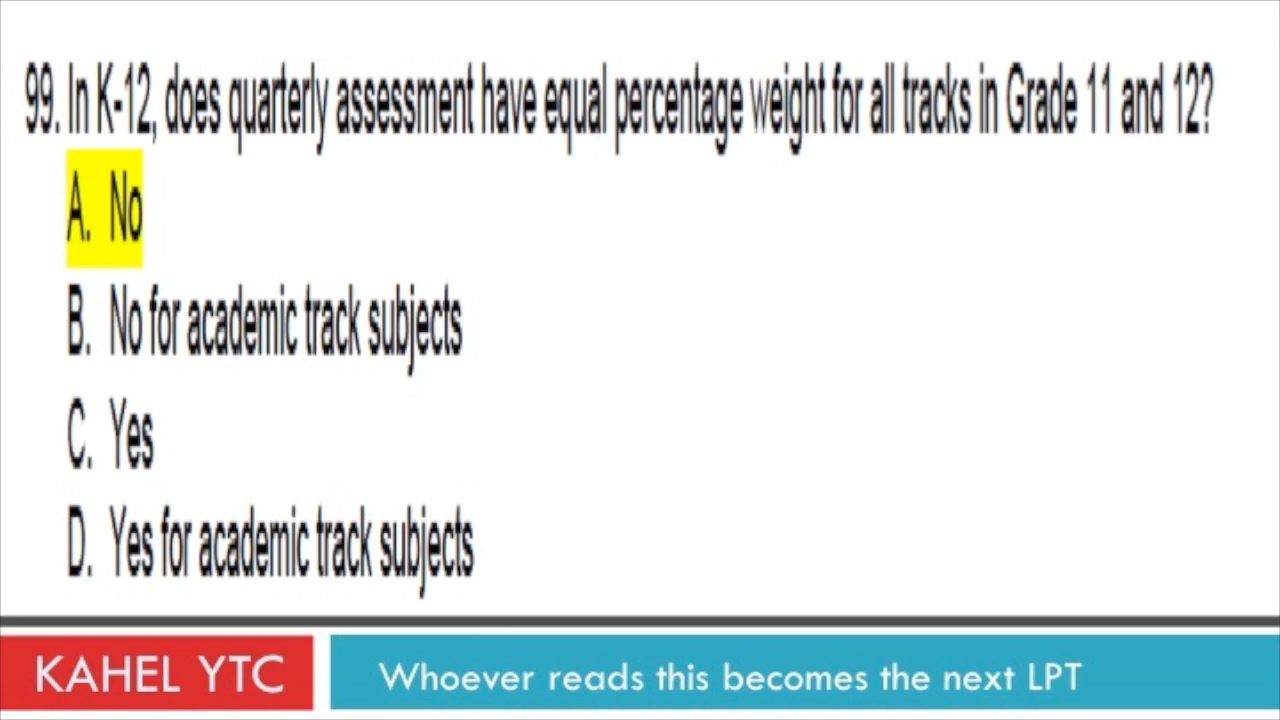 99. In K-12, does quarterly assessment have equal percentage weight for all tracks in Grade 11 and 12?
A. No
B. No for academic track subjects
C. Yes
D. Yes for academic track subjects
KAHEL YTC
Whoever reads this becomes the next LPT